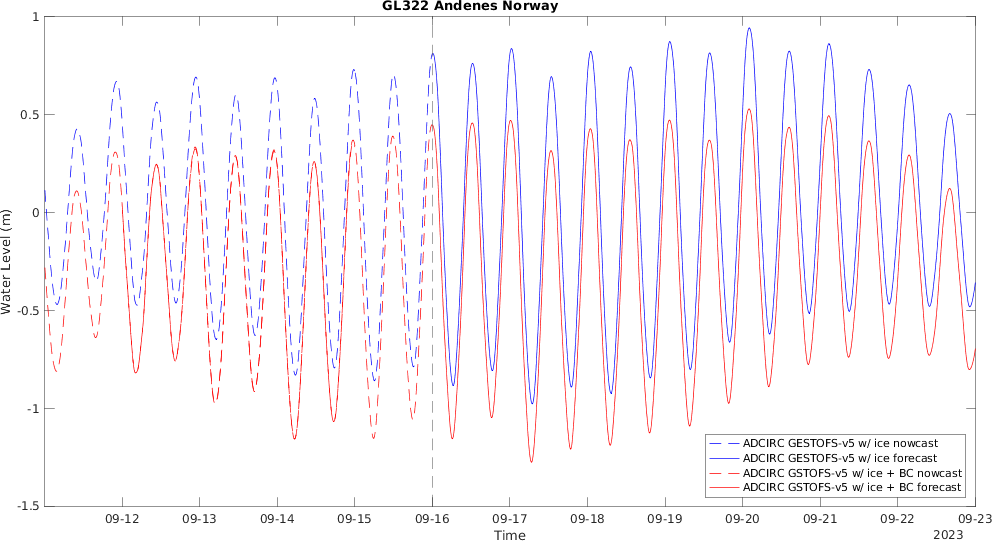 GL322 Andenes Norway
1
0.5
0
-0.5
-1
-1.5
Water Level (m)
ADCIRC GESTOFS-v5 w/ ice nowcast
ADCIRC GESTOFS-v5 w/ ice forecast
ADCIRC GSTOFS-v5 w/ ice + BC nowcast
ADCIRC GSTOFS-v5 w/ ice + BC forecast
09-12 09-13 09-14 09-15 09-16 09-17 09-18 09-19 09-20 09-21 09-22 09-23
Time
2023